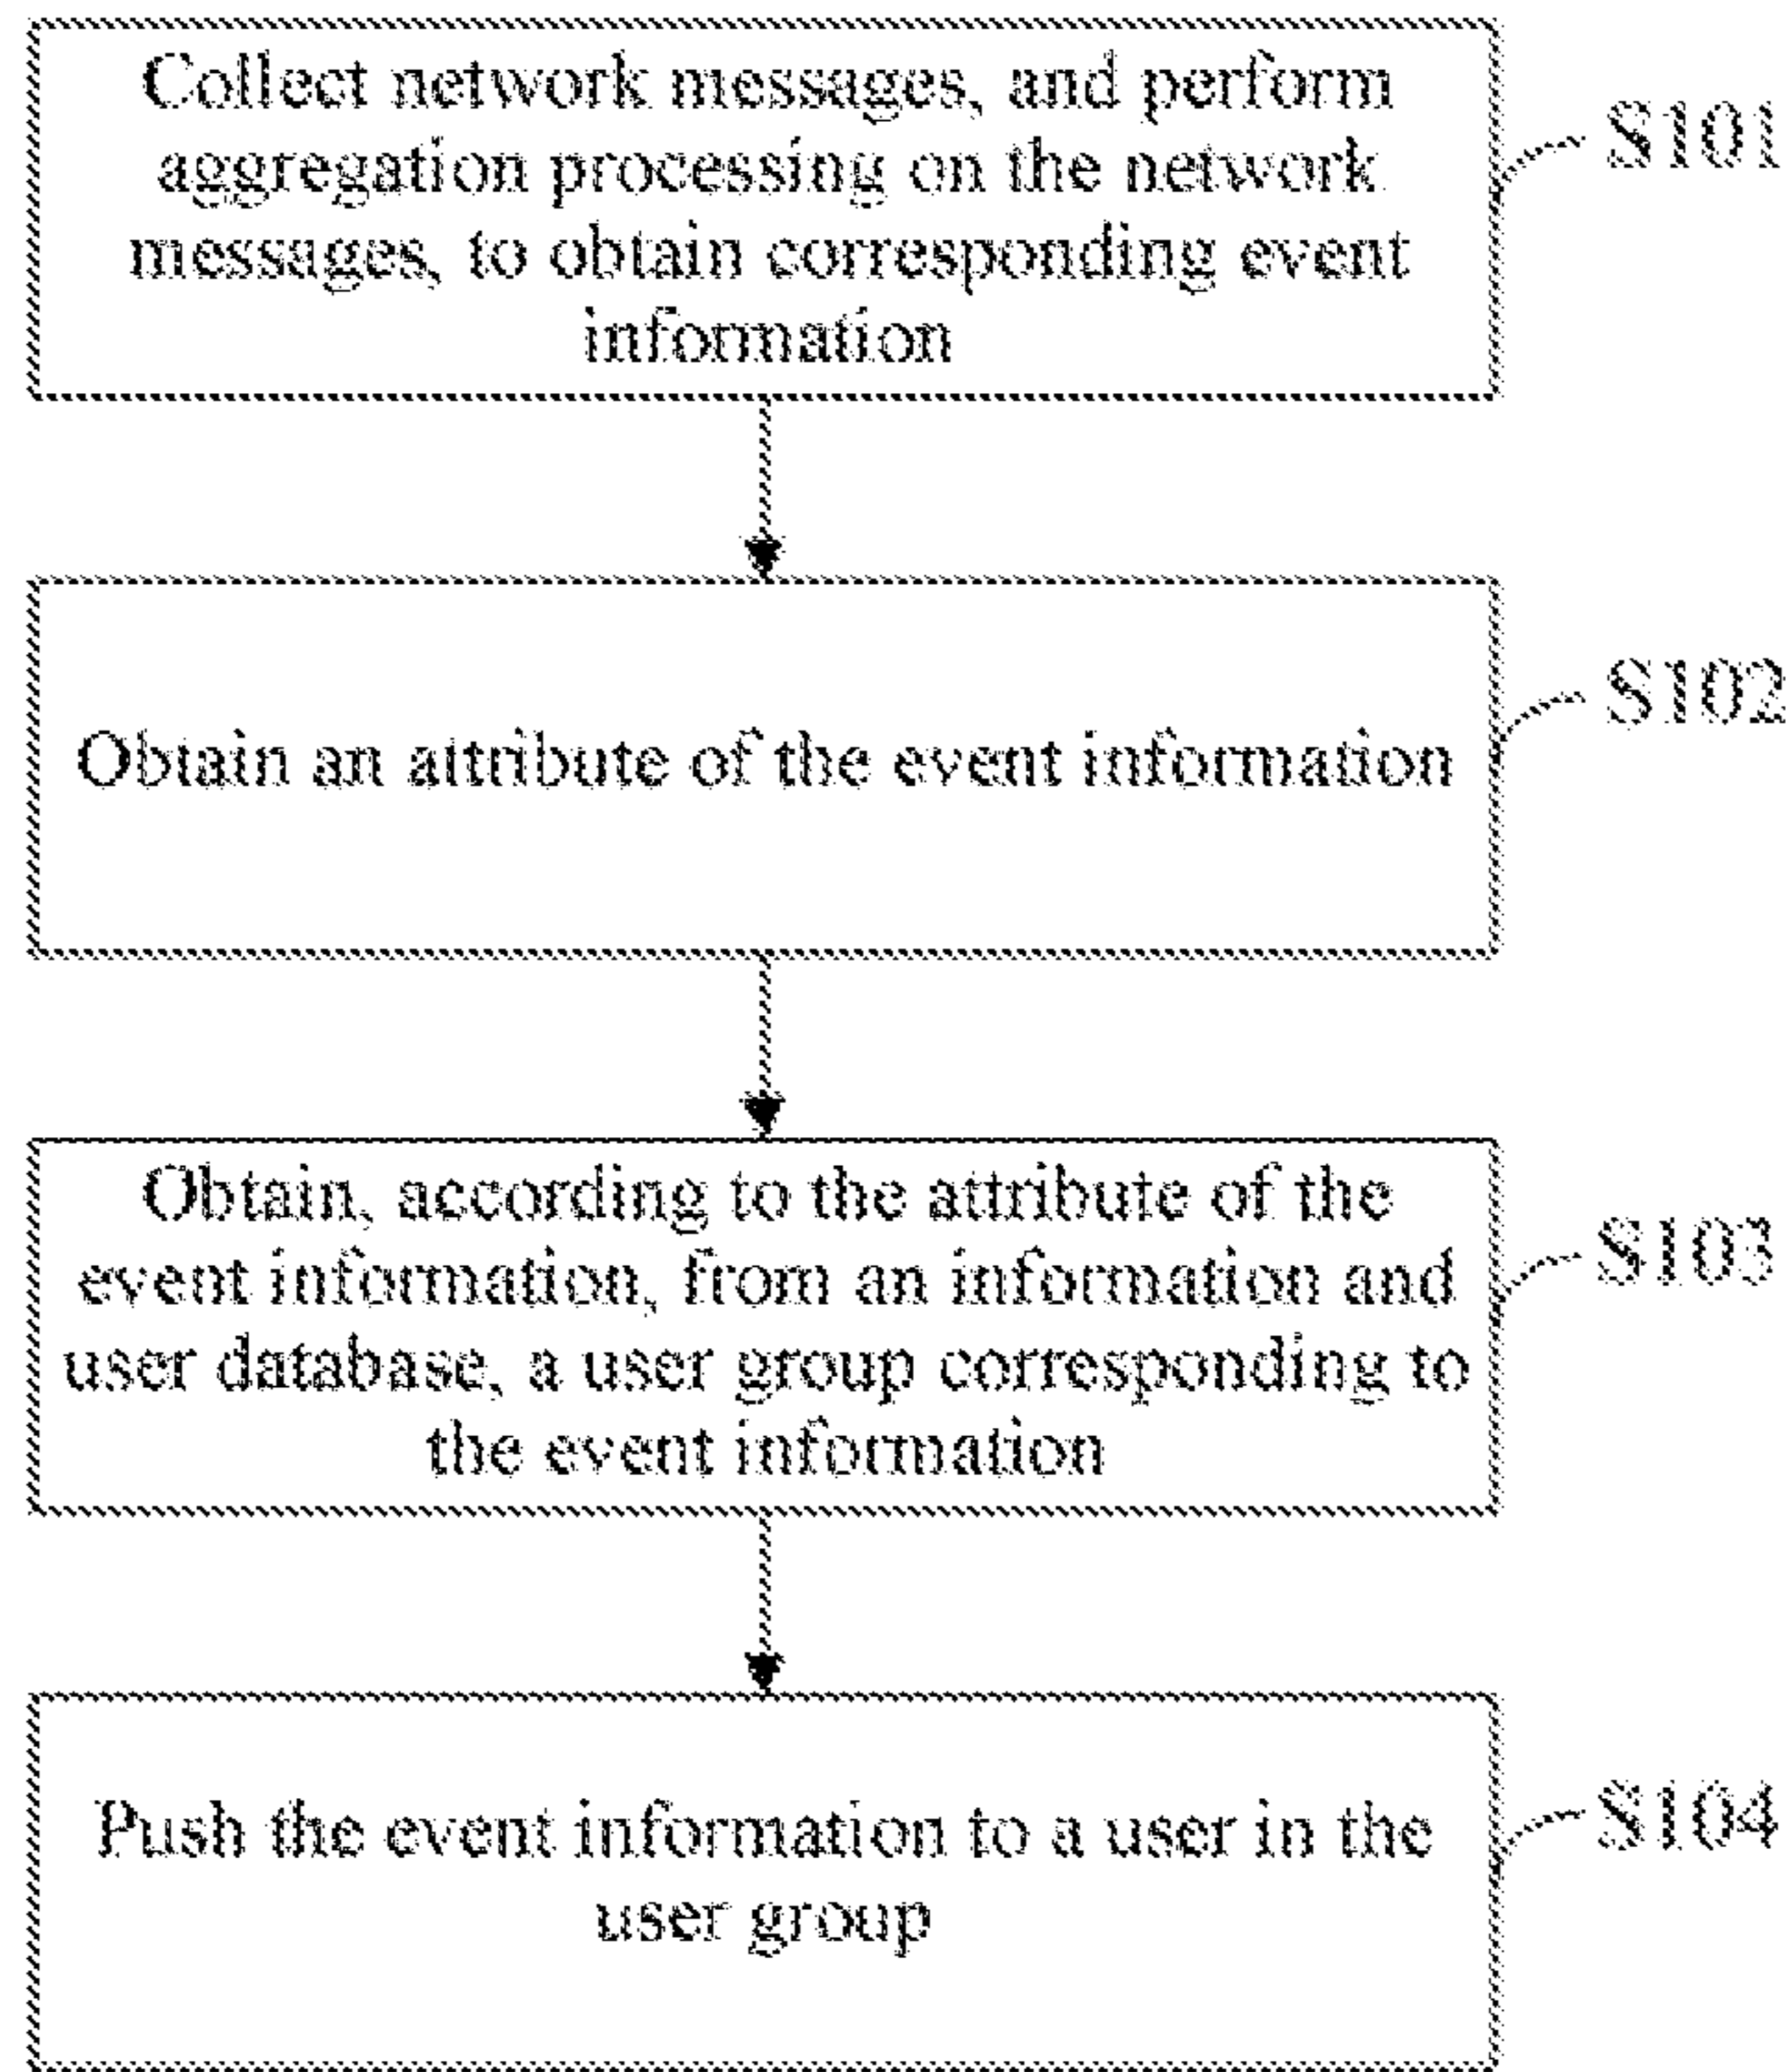 Collect network messages, and perform
aggregation processing on the network
messages, to obtain corresponding event
information
S101
Obtain an attribute of the event information
S102
Obtain, according to the attribute of the
event information, from an information and
user database, a user group corresponding to
the event information
S103
Push the event information to a user in the
user group
S104